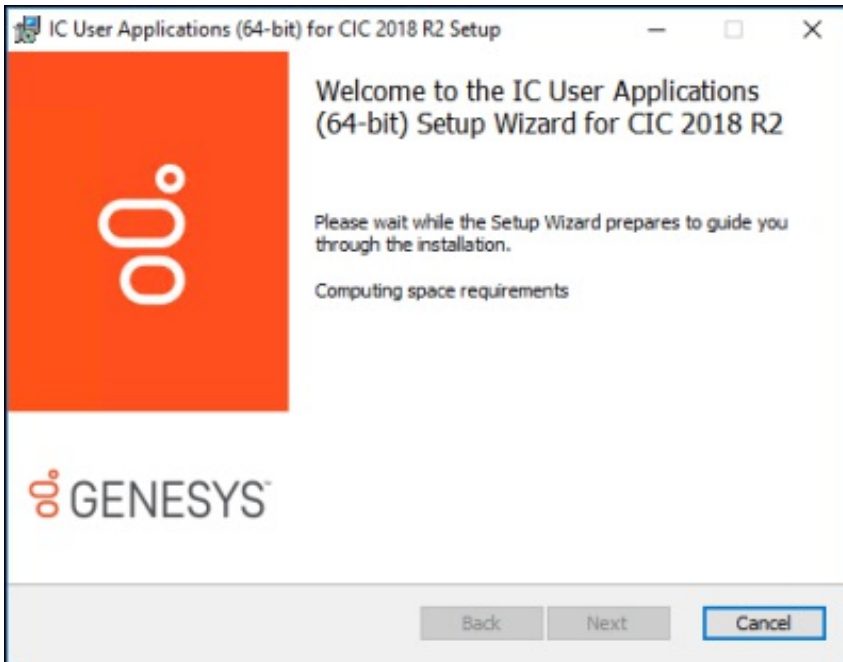 IC User Applications (64-bit) for CIC 2018 R2 Setup
Welcome to the IC User Applications
(64-bit) Setup Wizard for CIC 2018 R2
Please wait while the Setup Wizard prepares to guide you
through the installation.
Computing space requirements
GENESYS™
Back Next Cancel